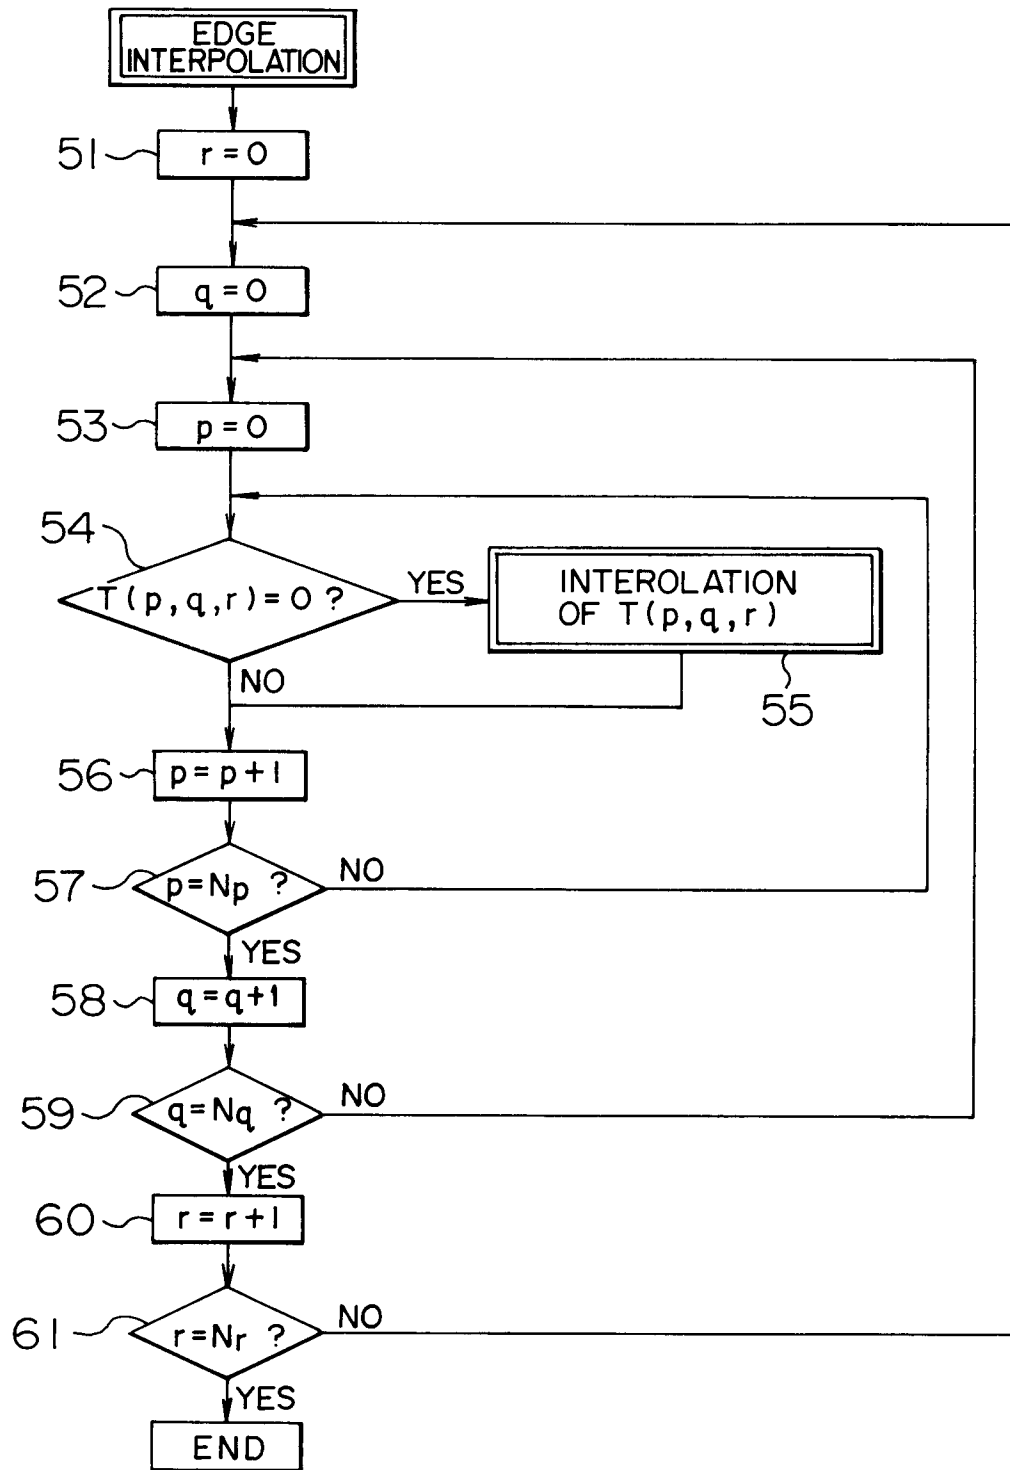 EDGE
INTERPOLATION
51
r = 0
52
q = 0
53
p = 0
54
T(p,q,r) = 0 ?
YES
INTEROLATION
OF T(p,q,r)
NO
55
56
p = p + 1
57
p = Np ?
NO
YES
58
q = q + 1
59
q = Nq ?
NO
YES
60
r = r + 1
61
r = Nr ?
NO
YES
END